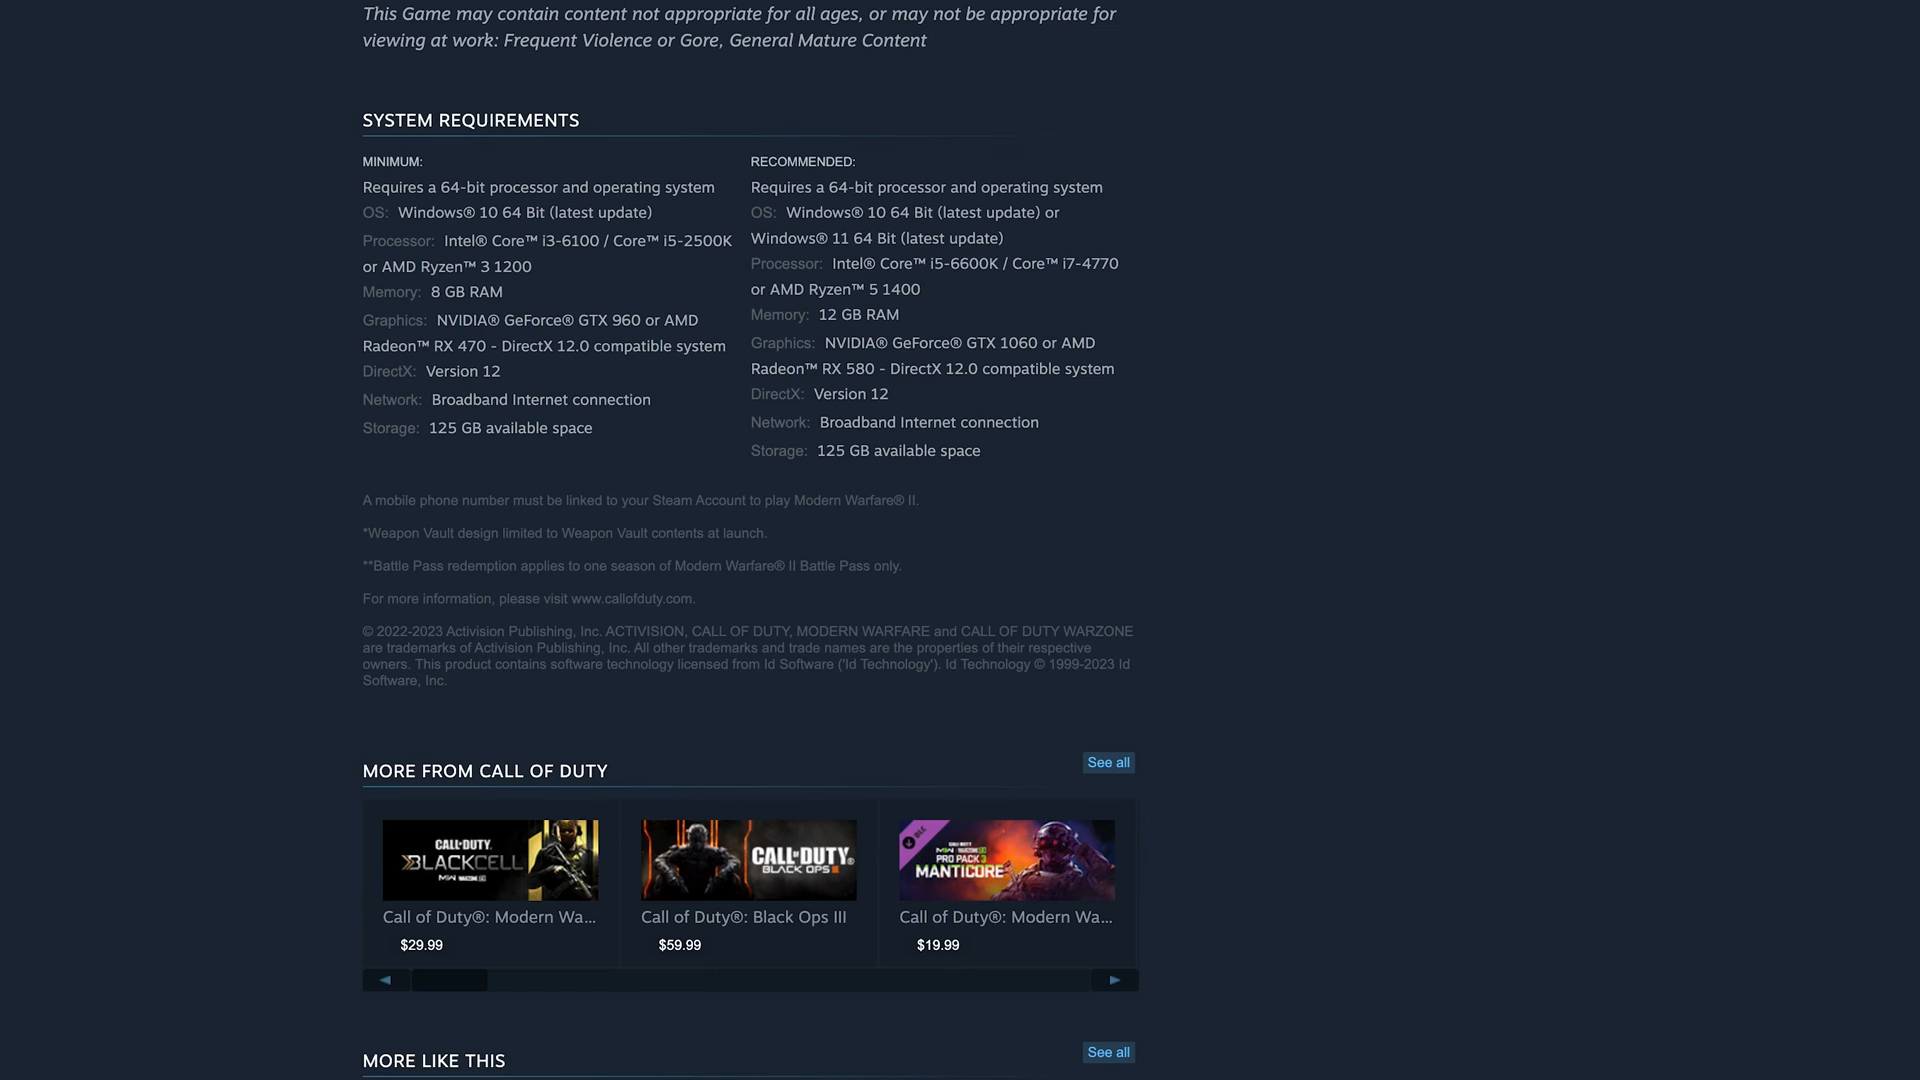 This Game may contain content not appropriate for all ages, or may not be appropriate for
viewing at work: Frequent Violence or Gore, General Mature Content
SYSTEM REQUIREMENTS
MINIMUM:
Requires a 64-bit processor and operating system
OS: Windows® 10 64 Bit (latest update)
Processor: Intel® Core™ i3-6100 / Core™ i5-2500K
or AMD Ryzen™ 3 1200
Memory: 8 GB RAM
Graphics: NVIDIA® GeForce® GTX 960 or AMD
Radeon™ RX 470 - DirectX 12.0 compatible system
DirectX: Version 12
Network: Broadband Internet connection
Storage: 125 GB available space
RECOMMENDED:
Requires a 64-bit processor and operating system
OS: Windows® 10 64 Bit (latest update) or
Windows® 11 64 Bit (latest update)
Processor: Intel® Core™ i5-6600K / Core™ i7-4770
or AMD Ryzen™ 5 1400
Memory: 12 GB RAM
Graphics: NVIDIA® GeForce® GTX 1060 or AMD
Radeon™ RX 580 - DirectX 12.0 compatible system
DirectX: Version 12
Network: Broadband Internet connection
Storage: 125 GB available space
A mobile phone number must be linked to your Steam Account to play Modern Warfare® II.
*Weapon Vault design limited to Weapon Vault contents at launch.
**Battle Pass redemption applies to one season of Modern Warfare® II Battle Pass only.
For more information, please visit www.callofduty.com.
© 2022-2023 Activision Publishing, Inc. ACTIVISION, CALL OF DUTY, MODERN WARFARE and CALL OF DUTY WARZONE
are trademarks of Activision Publishing, Inc. All other trademarks and trade names are the properties of their respective
owners. This product contains software technology licensed from Id Software ('Id Technology'). Id Technology © 1999-2023 Id
Software, Inc.
MORE FROM CALL OF DUTY
See all
CALL OF DUTY.
BLACKCELL
Call of Duty®: Modern Wa...
$29.99
CALL OF DUTY®
BLACK OPS III
Call of Duty®: Black Ops III
$59.99
DLC
PRO PACK 3
MANTICORE
Call of Duty®: Modern Wa...
$19.99
MORE LIKE THIS
See all